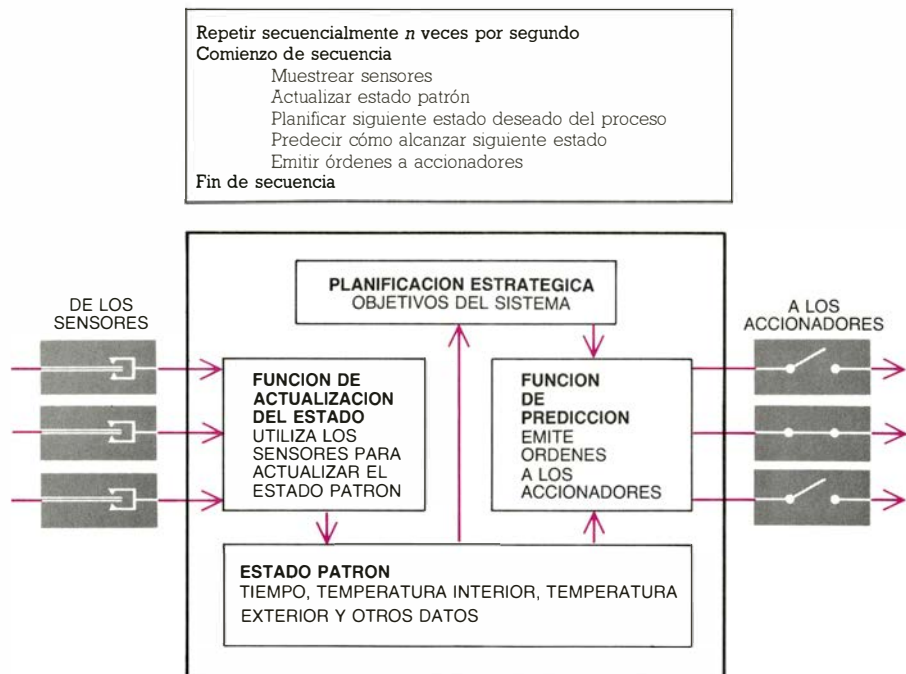 Repetir secuencialmente n veces por segundo
Comienzo de secuencia
Muestrear sensores
Actualizar estado patrón
Planificar siguiente estado deseado del proceso
Predecir cómo alcanzar siguiente estado
Emitir órdenes a accionadores
Fin de secuencia
PLANIFICACION ESTRATEGICA
OBJETIVOS DEL SISTEMA
DE LOS
SENSORES
A LOS
ACCIONADORES
FUNCION DE
ACTUALIZACION
DEL ESTADO
UTILIZA LOS
SENSORES PARA
ACTUALIZAR EL
ESTADO PATRON
FUNCION
DE
PREDICCION
EMITE
ORDENES
A LOS
ACCIONADORES
ESTADO PATRON
TIEMPO, TEMPERATURA INTERIOR, TEMPERATURA
EXTERIOR Y OTROS DATOS